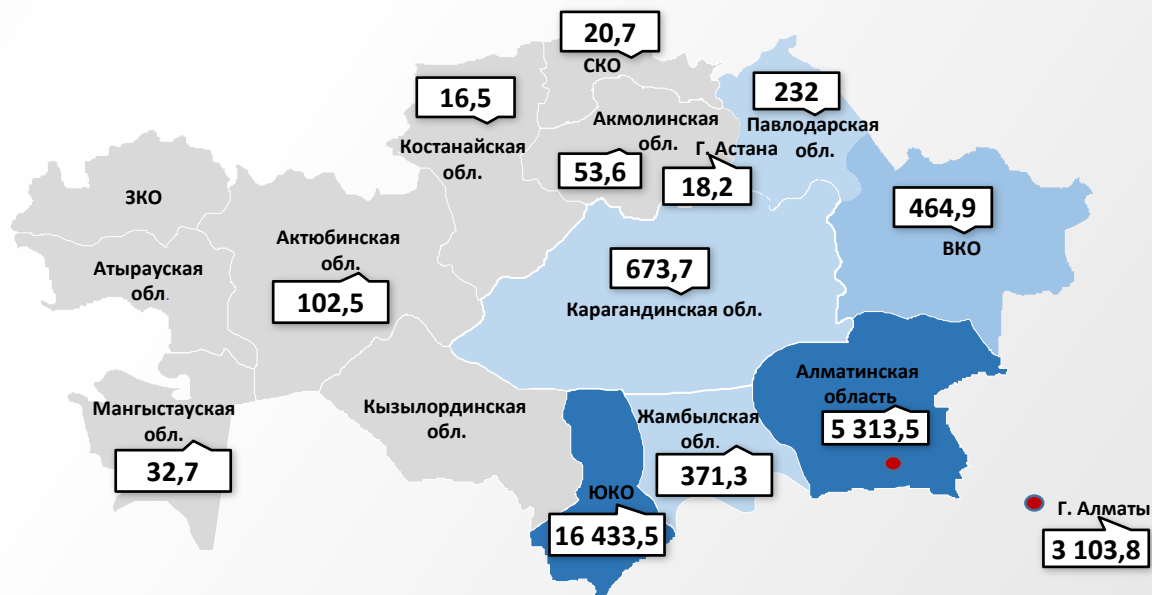 20,7
СКО
16,5
Костанайская
обл.
Акмолинская
обл.
53,6
Г. Астана
18,2
232
Павлодарская
обл.
ЗКО
Атырауская
обл.
Актюбинская
обл.
102,5
673,7
Карагандинская обл.
464,9
ВКО
Мангыстауская
обл.
32,7
Кызылординская
обл.
ЮКО
16 433,5
Жамбылская
обл.
371,3
Алматинская
область
5 313,5
Г. Алматы
3 103,8